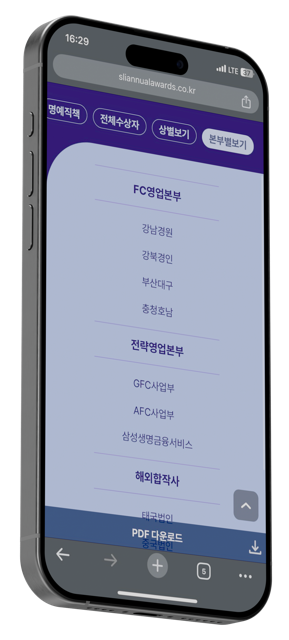 16:29
LTE 37
sliannualawards.co.kr
명예직책 전체수상자 상별보기 본부별보기
FC영업본부
강남경원
강북경인
부산대구
충청호남
전략영업본부
GFC사업부
AFC사업부
삼성생명금융서비스
해외합작사
태국법인
PDF 다운로드
중국법인
5